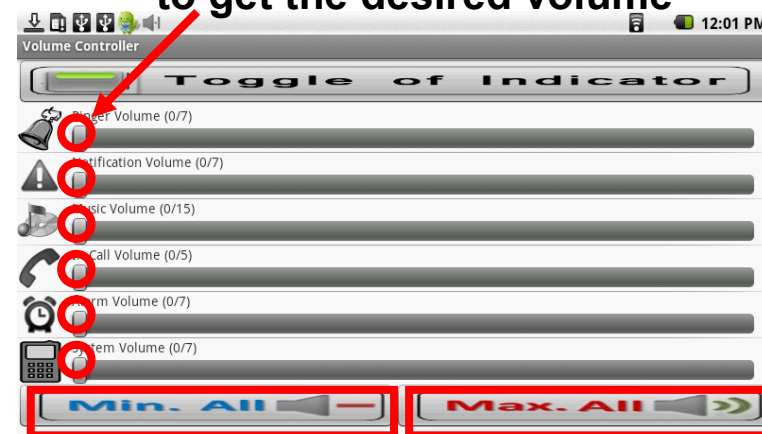 to get the desired volume
12:01 PM
Volume Controller
Toggle of Indicator
Ringer Volume (0/7)
Notification Volume (0/7)
Music Volume (0/15)
In Call Volume (0/5)
Alarm Volume (0/7)
System Volume (0/7)
Min. All
Max. All